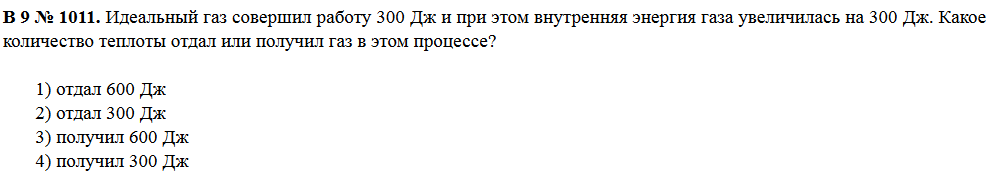 В 9 № 1011. Идеальный газ совершил работу 300 Дж и при этом внутренняя энергия газа увеличилась на 300 Дж. Какое
количество теплоты отдал или получил газ в этом процессе?
1) отдал 600 Дж
2) отдал 300 Дж
3) получил 600 Дж
4) получил 300 Дж